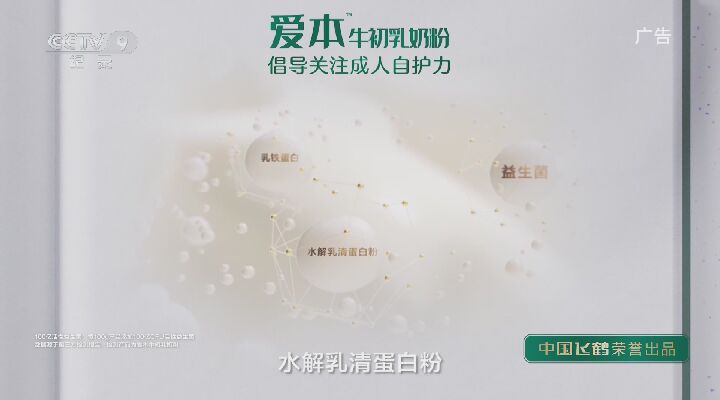 爱本™牛初乳奶粉
倡导关注成人自护力
CCTV 9
纪录
广告
乳铁蛋白
益生菌
水解乳清蛋白粉
中国飞鹤荣誉出品
水解乳清蛋白粉